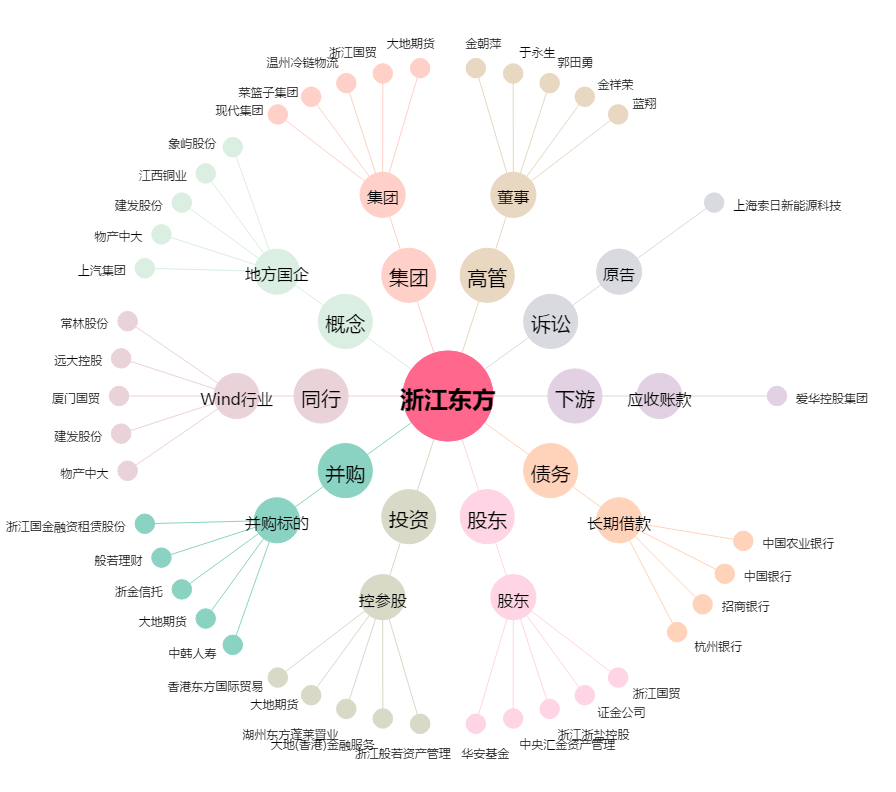 浙江东方
集团
集团
现代集团
菜篮子集团
温州冷链物流
浙江国贸
大地期货
高管
董事
金朝萍
于永生
郭田勇
金祥荣
蓝翔
诉讼
原告
上海索日新能源科技
下游
应收账款
爱华控股集团
债务
长期借款
中国农业银行
中国银行
招商银行
杭州银行
股东
股东
浙江国贸
证金公司
浙江浙盐控股
中央汇金资产管理
华安基金
投资
控参股
浙江般若资产管理
大地(香港)金融服务
湖州东方蓬莱置业
大地期货
香港东方国际贸易
并购
并购标的
中韩人寿
大地期货
浙金信托
般若理财
浙江国金融资租赁股份
同行
Wind行业
物产中大
建发股份
厦门国贸
远大控股
常林股份
概念
地方国企
上汽集团
物产中大
建发股份
江西铜业
象屿股份